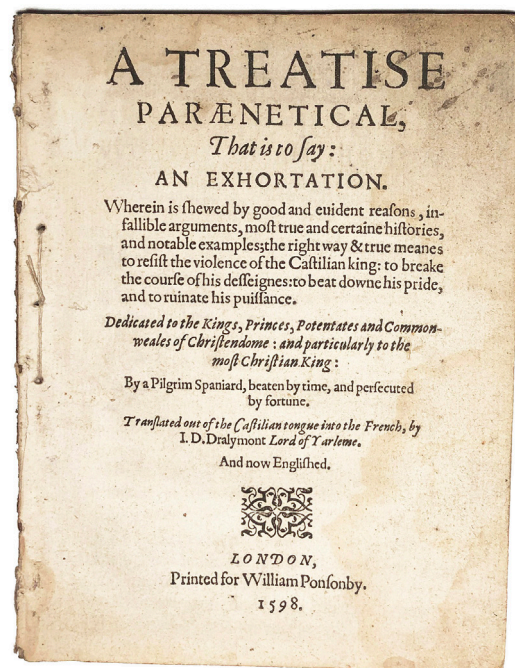 A TREATISE
PARÆNETICAL,
That is to ſay:
AN EXHORTATION.
Wherein is ſhewed by good and euident reaſons, in-
fallible arguments, moſt true and certaine hiſtories,
and notable examples; the right way & true meanes
to reſiſt the violence of the Caſtilian king: to breake
the courſe of his deſſeignes: to beat downe his pride,
and to ruinate his puiſſance.
Dedicated to the Kings, Princes, Potentates and Common-
weales of Chriſtendome: and particularly to the
moſt Chriſtian King:
By a Pilgrim Spaniard, beaten by time, and perſecuted
by fortune.
Tranſlated out of the Caſtilian tongue into the French, by
I. D. Dralymont Lord of Yarleme.
And now Engliſhed.
LONDON,
Printed for William Ponſonby.
1598.